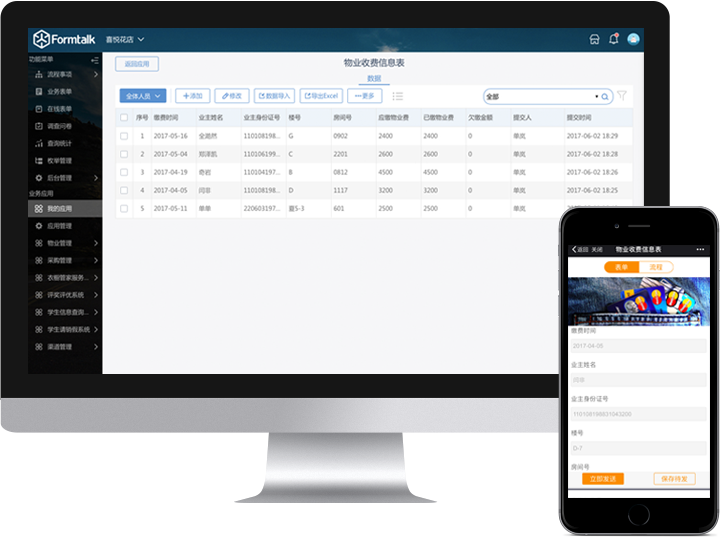 Formtalk 喜悦花店
功能菜单
流程事项
业务表单
在线表单
调查问卷
查询统计
枚举管理
后台管理
业务应用
我的应用
应用管理
物业管理
采购管理
衣橱管家服务...
评奖评优系统
学生信息查询...
学生请销假系统
渠道管理
返回应用
物业收费信息表
数据
全体人员 添加 修改 数据导入 导出Excel 更多 全部
序号 缴费时间 业主姓名 业主身份证号 楼号 房间号 应缴物业费 已缴物业费 欠缴金额 提交人 提交时间
1 2017-05-16 110108198... G 0902 2400 2400 0 单岚 2017-06-02 18:29
2 2017-05-04 郑泽凯 110106199... C 2201 2600 2600 0 单岚 2017-06-02 18:28
3 2017-04-19 奇岩 110104197... B 0812 4500 4500 0 单岚 2017-06-02 18:26
4 2017-04-05 闫菲 110108198... D 1117 3200 3200 0 单岚 2017-06-02 18:25
5 2017-05-11 单单 220603197... 5-3 601 2500 2500 0 单岚
返回 关闭 物业收费信息表
表单 流程
缴费时间
2017-04-05
业主姓名
闫菲
业主身份证号
楼号
D-7
房间号
立即发送 保存待发